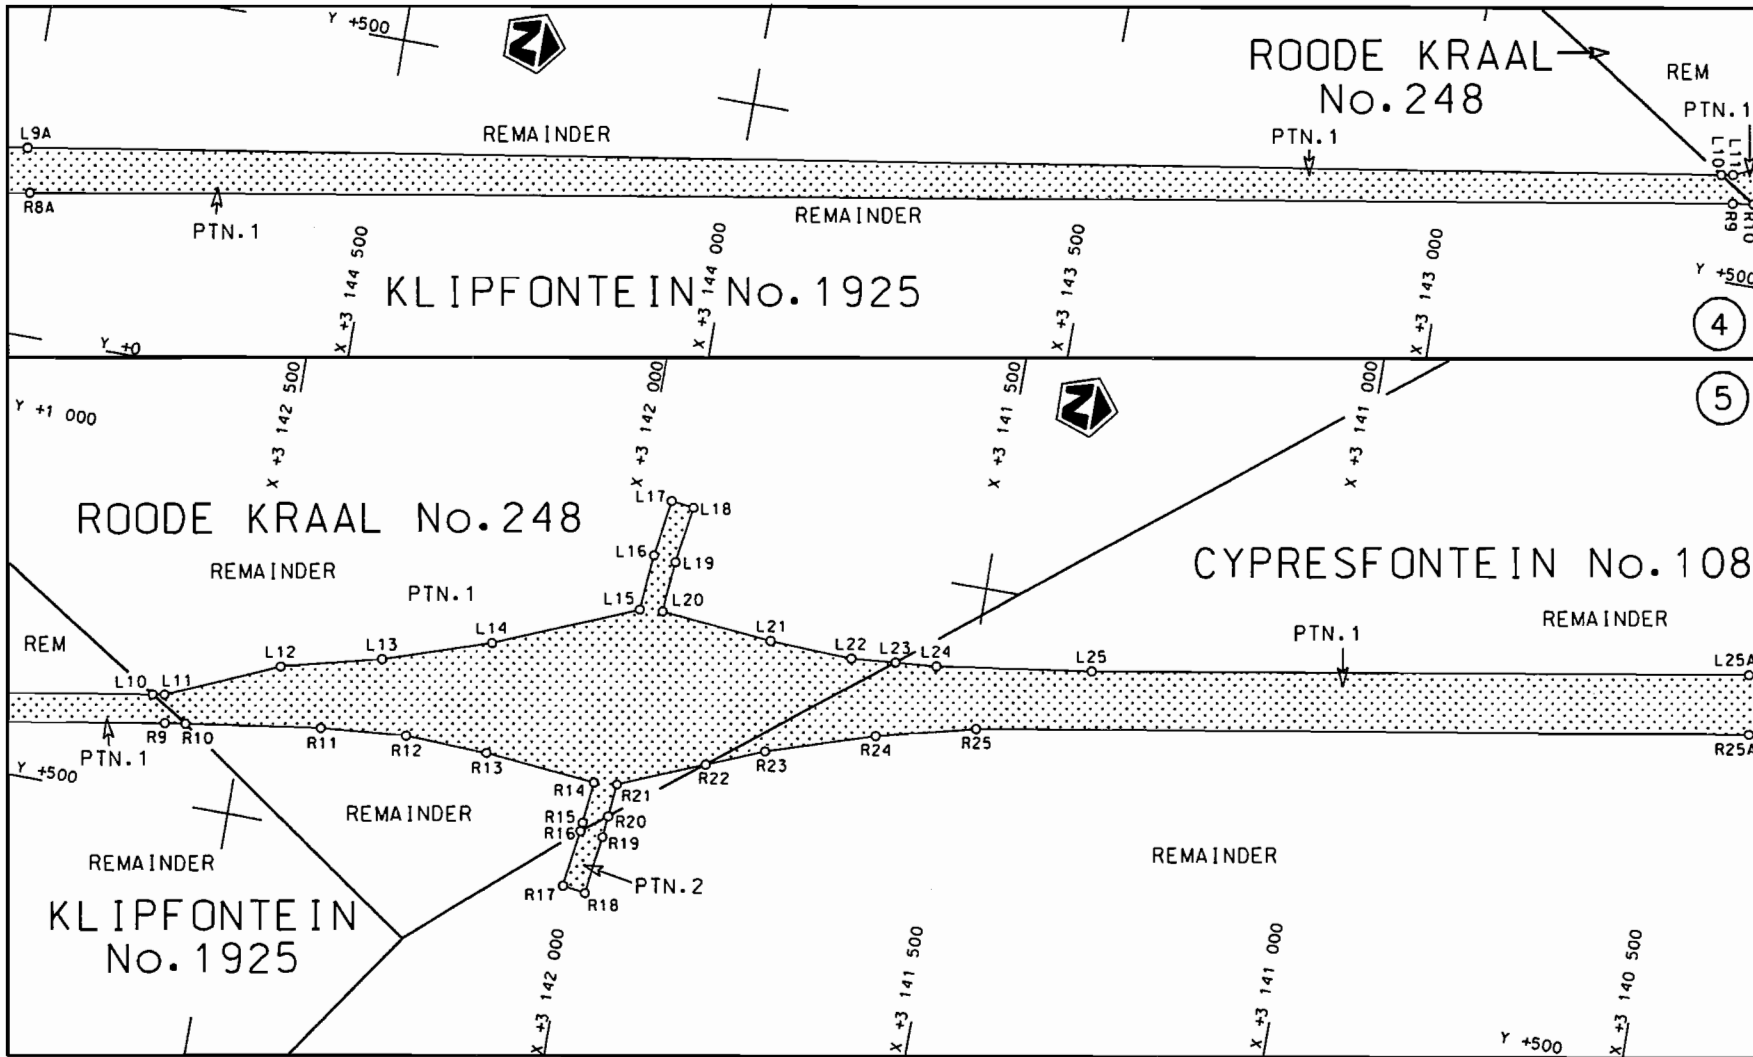 Y +500
N
ROODE KRAAL
No.248
REM
PTN.1
L9A
REMAINDER
PTN.1
L10
L11
R8A
PTN.1
REMAINDER
R9
R10
X +3 144 500
X +3 144 000
X +3 143 500
X +3 143 000
Y +500
KLIPFONTEIN No.1925
Y +0
4
X +3 142 500
X +3 142 000
X +3 141 500
X +3 141 000
N
5
Y +1 000
ROODE KRAAL No.248
L17
L18
REMAINDER
L16
L19
CYPRESFONTEIN No.108
PTN.1
L15
L20
REMAINDER
REM
L14
L21
PTN.1
L12
L13
L22
L23
L24
L25
L25A
L10
L11
R9
R10
R11
R12
R13
R22
R23
R24
R25
R25A
PTN.1
Y +500
R14
R21
REMAINDER
R15
R20
R16
R19
REMAINDER
REMAINDER
R17
R18
PTN.2
KLIPFONTEIN
No.1925
X +3 142 000
X +3 141 500
X +3 141 000
X +3 140 500
Y +500